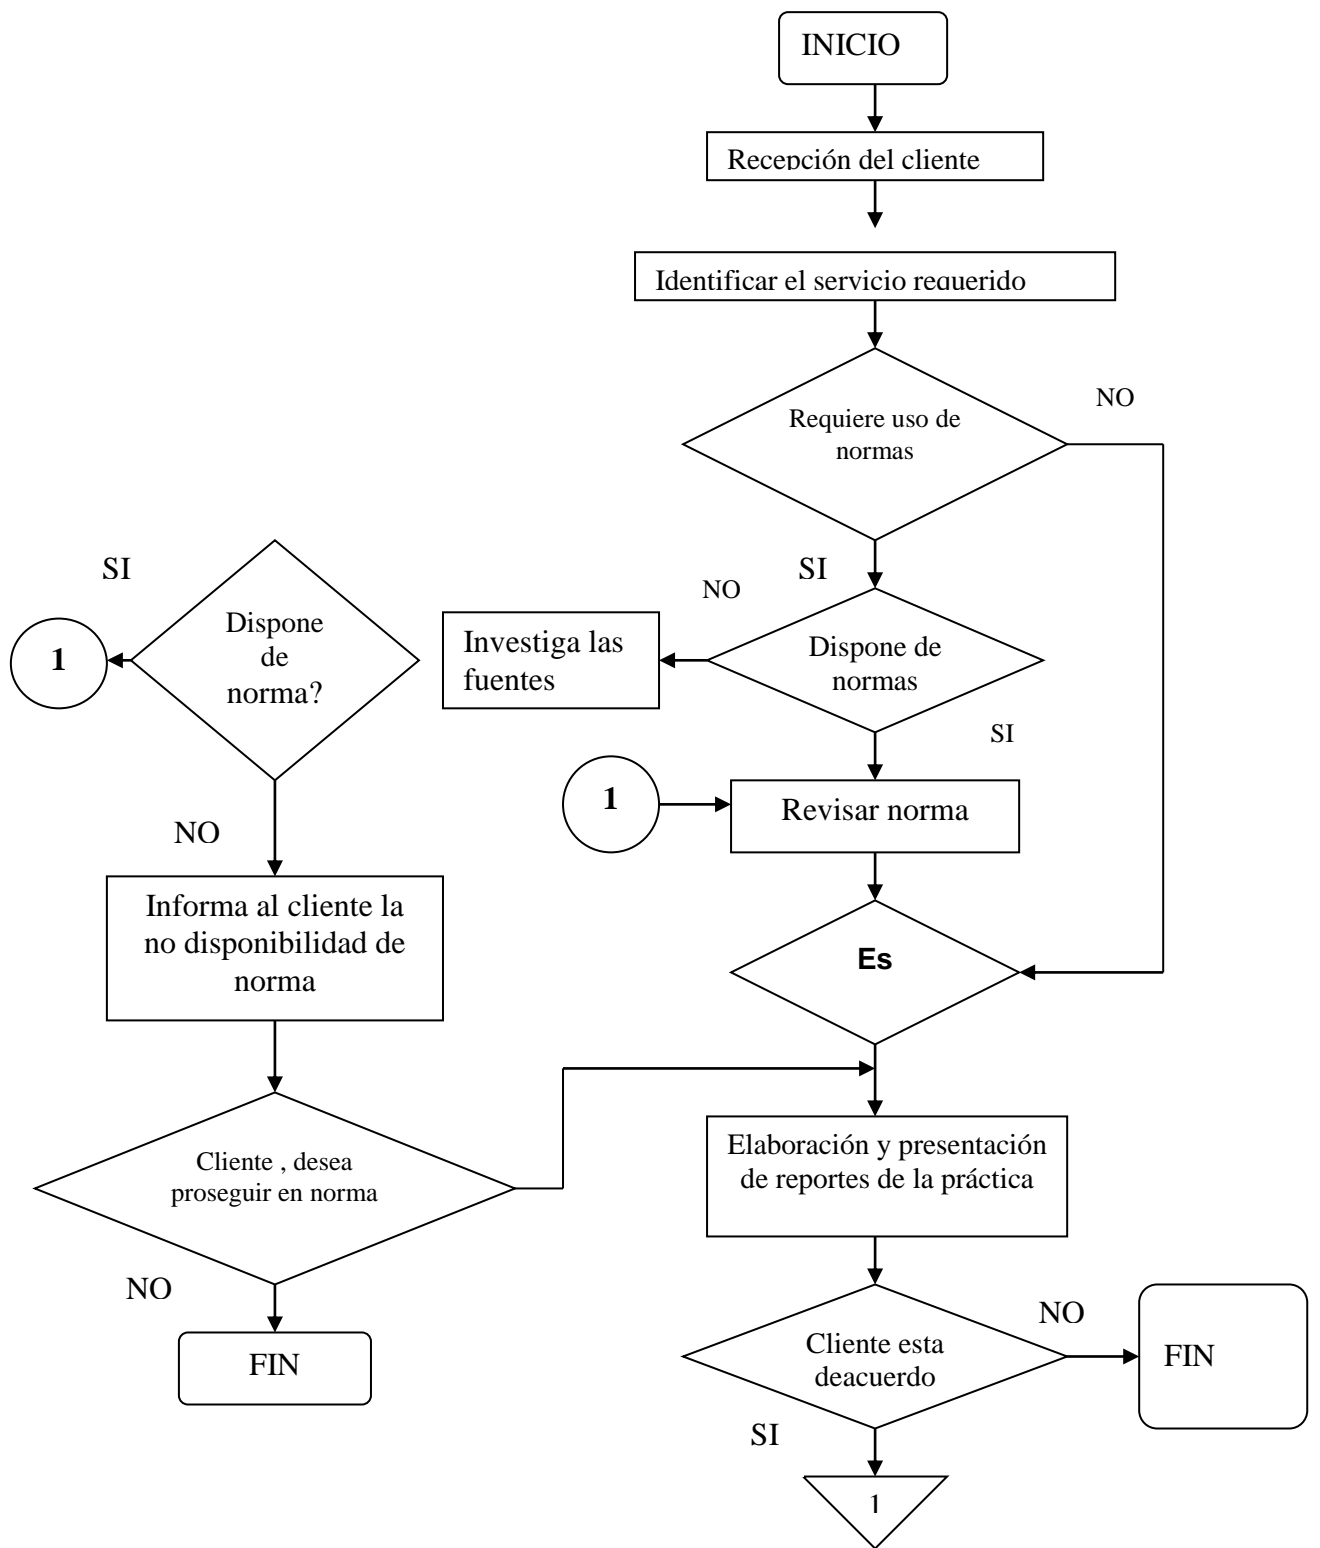 INICIO
Recepción del cliente
Identificar el servicio requerido
Requiere uso de
normas
NO
SI
Dispone de
normas
NO
SI
Investiga las
fuentes
Dispone
de
norma?
SI
1
NO
1
Revisar norma
Es
Informa al cliente la
no disponibilidad de
norma
Cliente , desea
proseguir en norma
NO
FIN
Elaboración y presentación
de reportes de la práctica
Cliente esta
deacuerdo
NO
FIN
SI
1